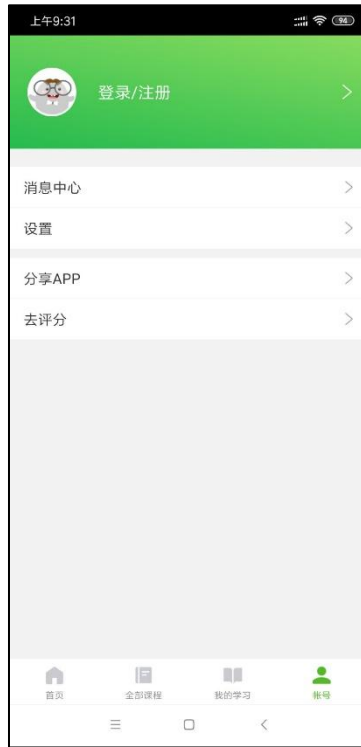 上午9:31
94
登录/注册
消息中心
设置
分享APP
去评分
首页
全部课程
我的学习
帐号